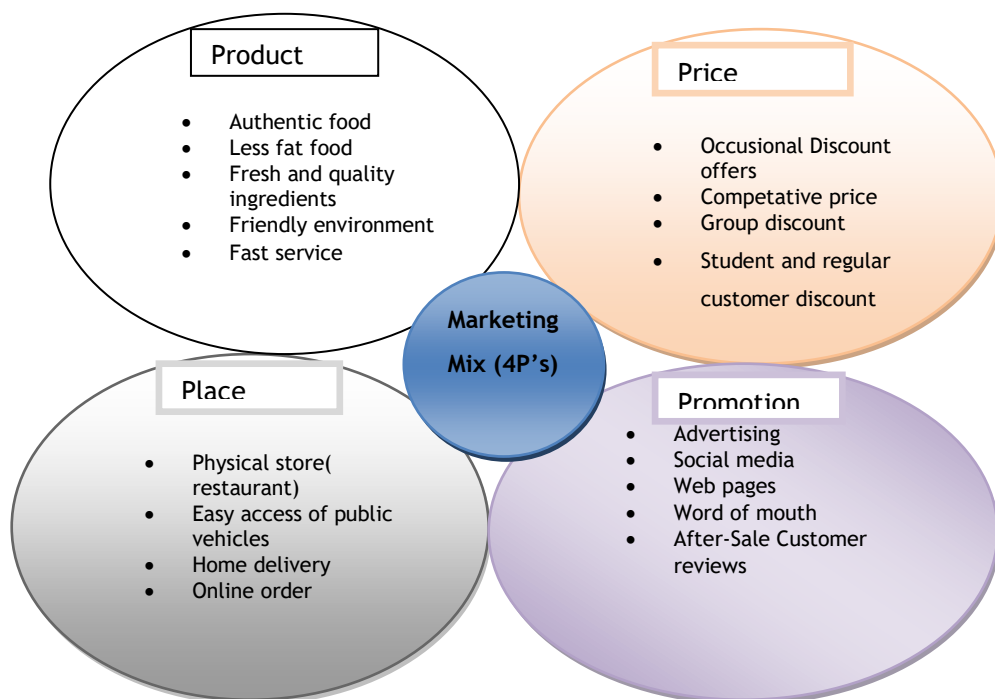 Product
• Authentic food
• Less fat food
• Fresh and quality
ingredients
• Friendly environment
• Fast service
Price
• Occusional Discount
offers
• Competative price
• Group discount
• Student and regular
customer discount
Marketing
Mix (4P’s)
Place
• Physical store(
restaurant)
• Easy access of public
vehicles
• Home delivery
• Online order
Promotion
• Advertising
• Social media
• Web pages
• Word of mouth
• After-Sale Customer
reviews